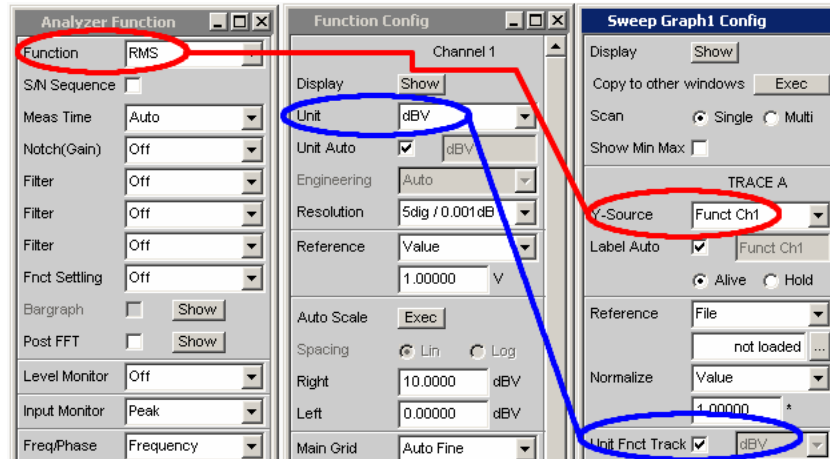 Analyzer Function
Function RMS
S/N Sequence
Meas Time Auto
Notch(Gain) Off
Filter Off
Filter Off
Filter Off
Fnct Settling Off
Bargraph Show
Post FFT Show
Level Monitor Off
Input Monitor Peak
Freq/Phase Frequency
Function Config
Channel 1
Display Show
Unit dBV
Unit Auto dBV
Engineering Auto
Resolution 5dig / 0.001dB
Reference Value
1.00000 V
Auto Scale Exec
Spacing Lin Log
Right 10.0000 dBV
Left 0.00000 dBV
Main Grid Auto Fine
Sweep Graph1 Config
Display Show
Copy to other windows Exec
Scan Single Multi
Show Min Max
TRACE A
Y-Source Funct Ch1
Label Auto Funct Ch1
Alive Hold
Reference File
not loaded ...
Normalize Value
1.00000 *
Unit Fnct Track dBV